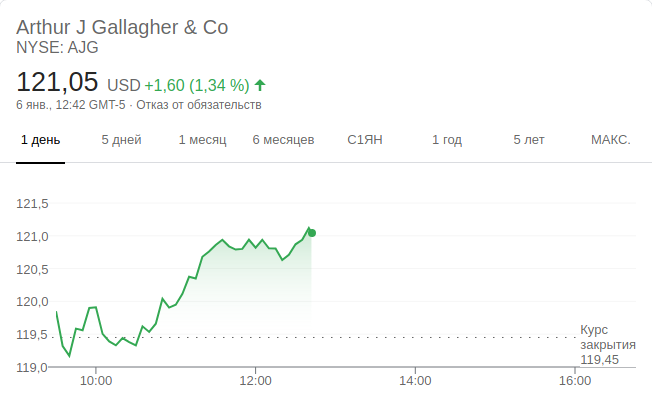 Arthur J Gallagher & Co
NYSE: AJG
121,05 USD +1,60 (1,34 %)
6 янв., 12:42 GMT-5 · Отказ от обязательств
1 день 5 дней 1 месяц 6 месяцев С1ЯН 1 год 5 лет МАКС.
121,5
121,0
120,5
120,0
119,5
119,0
Курс
закрытия
119,45
10:00 12:00 14:00 16:00